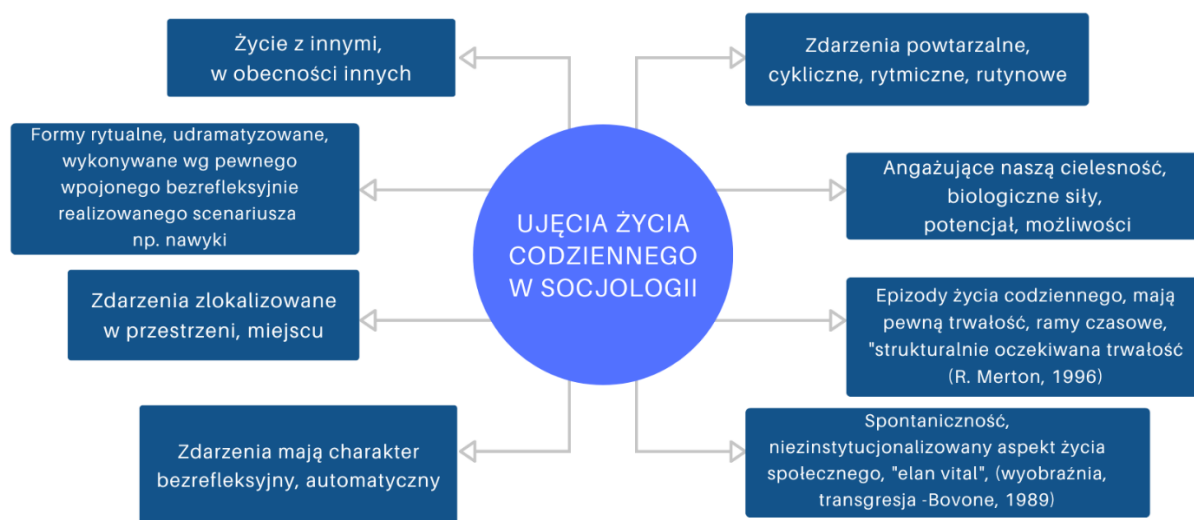 Życie z innymi,
w obecności innych
Zdarzenia powtarzalne,
cykliczne, rytmiczne, rutynowe
Formy rytualne, udramatyzowane,
wykonywane wg pewnego
wpojonego bezrefleksyjnie
realizowanego scenariusza
np. nawyki
Angażujące naszą cielesność,
biologiczne siły,
potencjał, możliwości
UJĘCIA ŻYCIA
CODZIENNEGO
W SOCJOLOGII
Zdarzenia zlokalizowane
w przestrzeni, miejscu
Epizody życia codziennego, mają
pewną trwałość, ramy czasowe,
"strukturalnie oczekiwana trwałość
(R. Merton, 1996)
Zdarzenia mają charakter
bezrefleksyjny, automatyczny
Spontaniczność,
niezinstytucjonalizowany aspekt życia
społecznego, "elan vital", (wyobraźnia,
transgresja -Bovone, 1989)